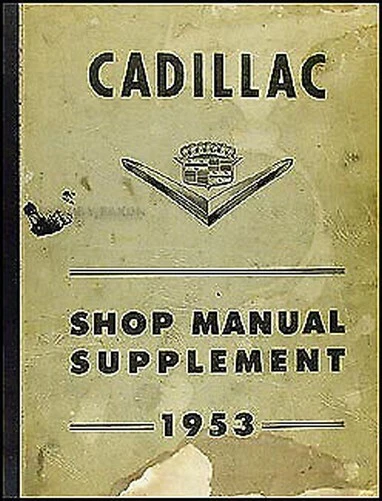 CADILLAC
SHOP MANUAL
SUPPLEMENT
1953